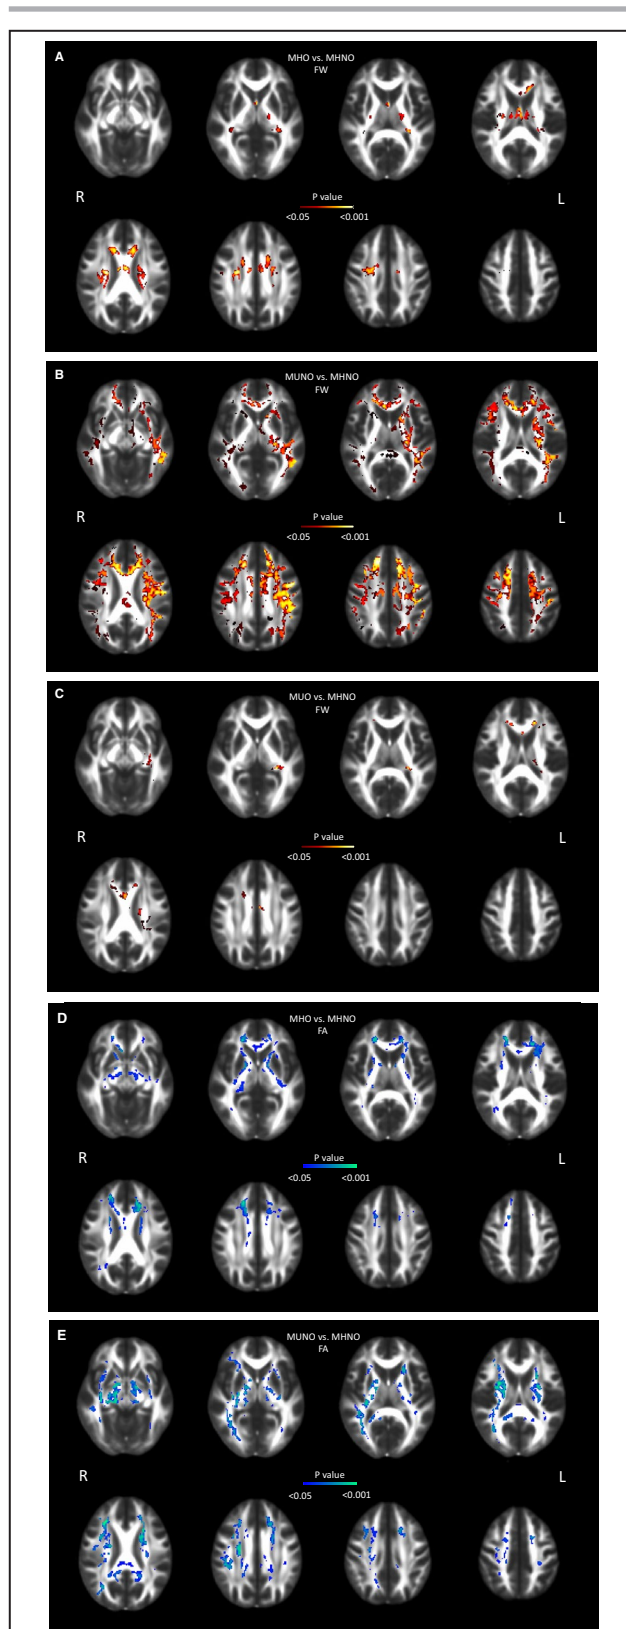 A
MHO vs. MHNO
FW
R
P value
L
<0.05 <0.001
B
MUNO vs. MHNO
FW
R
P value
L
<0.05 <0.001
C
MUO vs. MHNO
FW
R
P value
L
<0.05 <0.001
D
MHO vs. MHNO
FA
R
P value
L
<0.05 <0.001
E
MUNO vs. MHNO
FA
R
P value
L
<0.05 <0.001